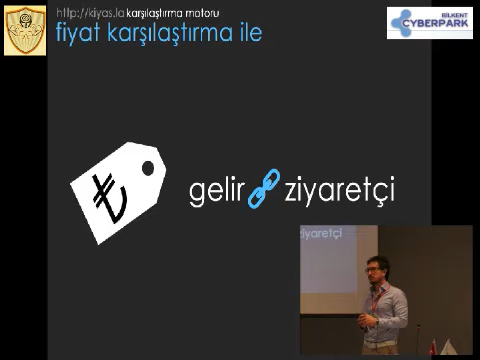 http://kiyas.la karşılaştırma motoru
fiyat karşılaştırma ile
BILKENT
CYBERPARK
₺
gelir ziyaretçi
ziyaretçi